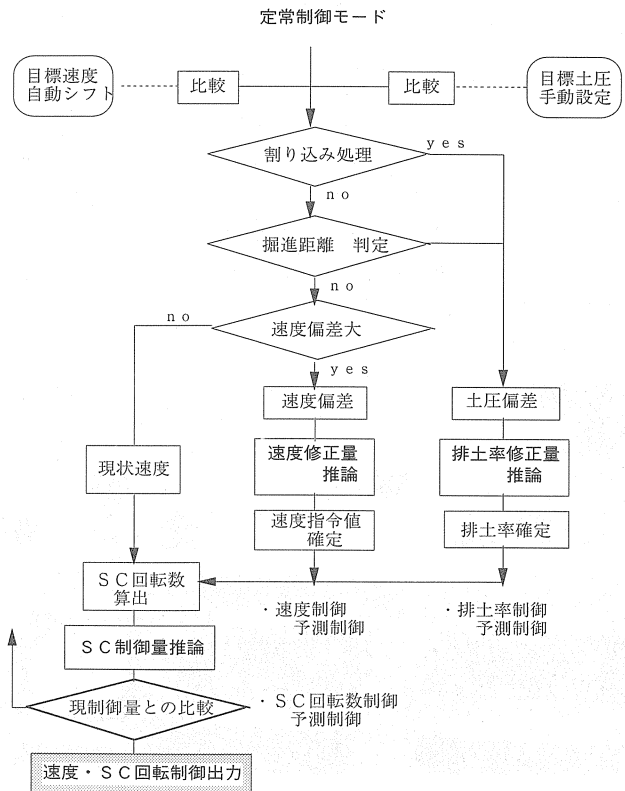 定常制御モード
目標速度
自動シフト
比較
比較
目標土圧
手動設定
割り込み処理
yes
no
掘進距離　判定
no
no
速度偏差大
yes
速度偏差
土圧偏差
現状速度
速度修正量
推論
排土率修正量
推論
速度指令値
確定
排土率確定
ＳＣ回転数
算出
・速度制御
予測制御
・排土率制御
予測制御
ＳＣ制御量推論
現制御量との比較
・ＳＣ回転数制御
予測制御
速度・ＳＣ回転制御出力